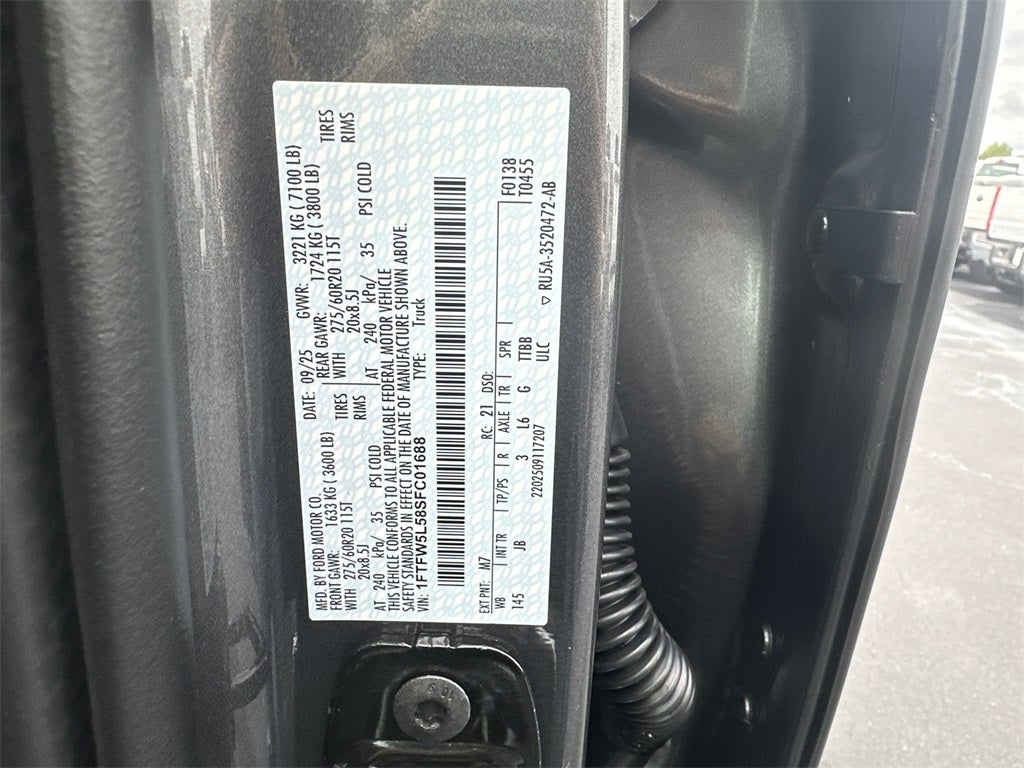 MFD. BY FORD MOTOR CO. DATE: 09/25 GVWR: 3221 KG ( 7100 LB)
FRONT GAWR: 1633 KG ( 3600 LB) REAR GAWR: 1724 KG ( 3800 LB)
WITH 275/60R20 115T TIRES WITH 275/60R20 115T TIRES
20x8.5J RIMS 20x8.5J RIMS
AT 240 kPa/ 35 PSI COLD AT 240 kPa/ 35 PSI COLD
THIS VEHICLE CONFORMS TO ALL APPLICABLE FEDERAL MOTOR VEHICLE
SAFETY STANDARDS IN EFFECT ON THE DATE OF MANUFACTURE SHOWN ABOVE.
VIN: 1FTFW5L58SFC01688 TYPE: Truck
EXT PNT: M7 RC: 21 DSO: F0138
WB INT TR TP/PS R AXLE TR SPR T0455
145 JB 3 L6 G TTBB
2202509117207 ULC ▽ RU5A-3520472-AB
10.9